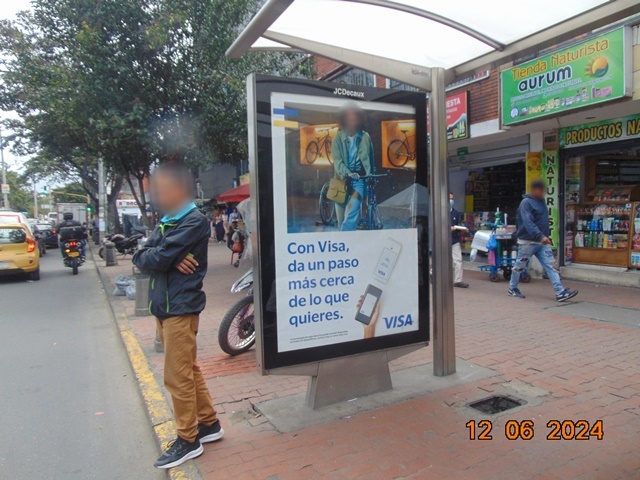 JCDecaux
Con Visa,
da un paso
más cerca
de lo que
quieres.
VISA
Tienda Naturista
aurum
PRODUCTOS NA
NATURIST
12 06 2024